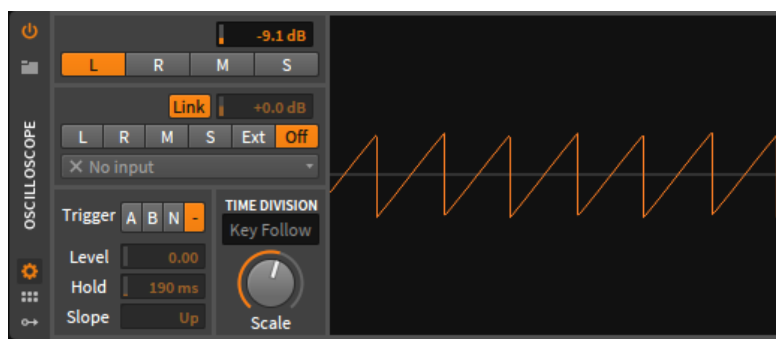 OSCILLOSCOPE
-9.1 dB
L R M S
Link +0.0 dB
L R M S Ext Off
No input
Trigger A B N -
Level 0.00
Hold 190 ms
Slope Up
TIME DIVISION
Key Follow
Scale